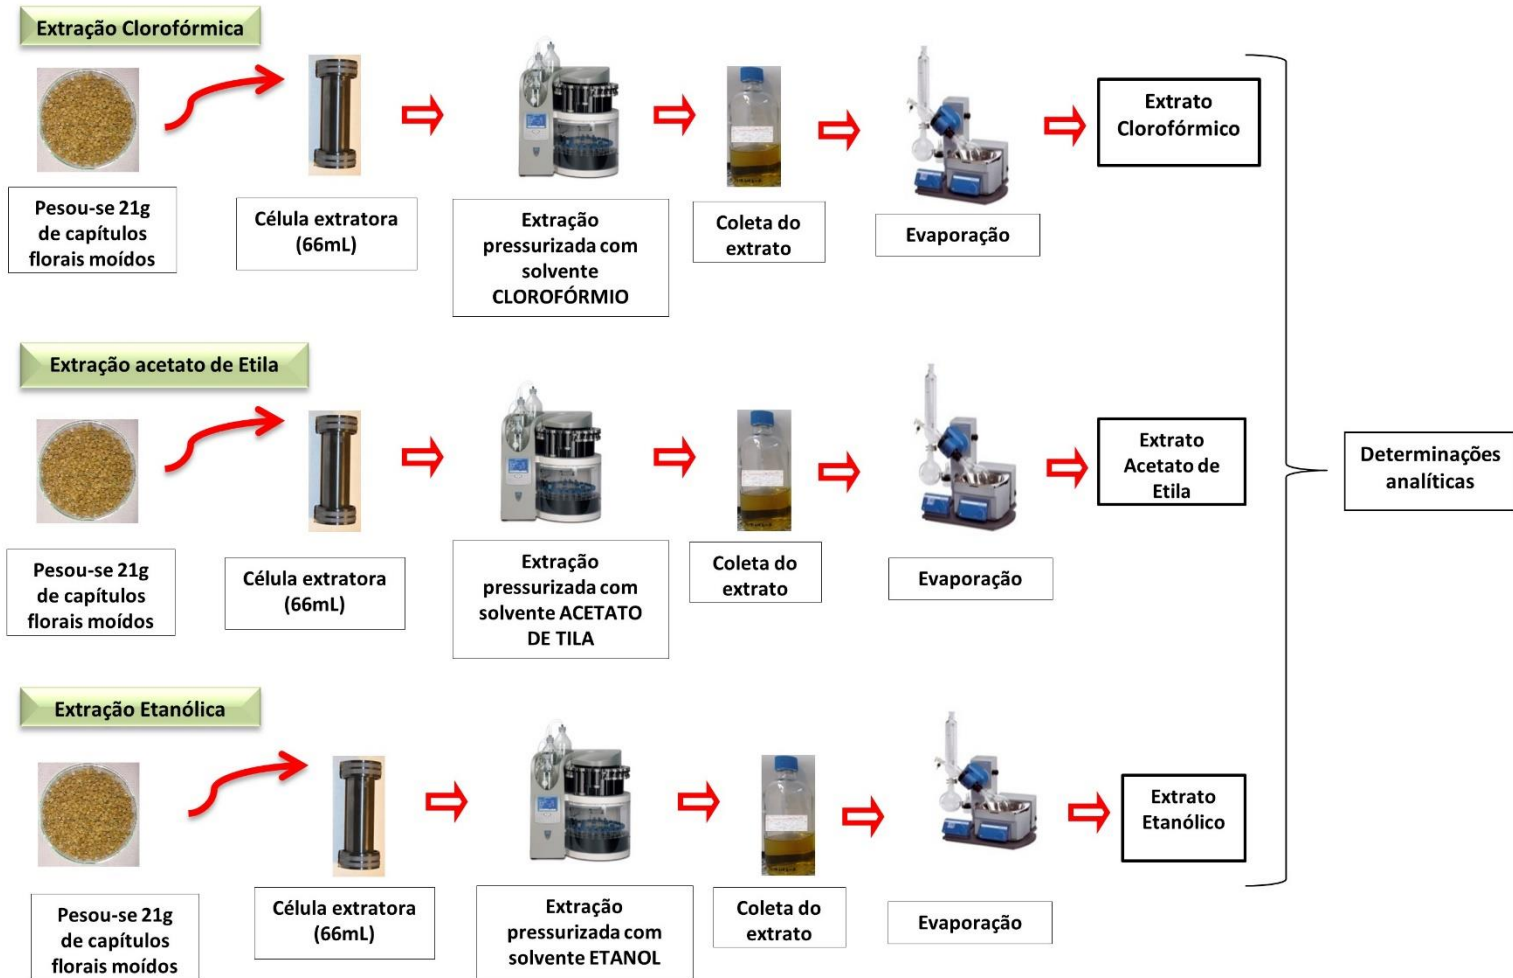 Extração Clorofórmica
Pesou-se 21g
de capítulos
florais moídos
Célula extratora
(66mL)
Extração
pressurizada com
solvente
CLOROFÓRMIO
Coleta do
extrato
Evaporação
Extrato
Clorofórmico
Extração acetato de Etila
Pesou-se 21g
de capítulos
florais moídos
Célula extratora
(66mL)
Extração
pressurizada com
solvente ACETATO
DE TILA
Coleta do
extrato
Evaporação
Extrato
Acetato de
Etila
Determinações
analíticas
Extração Etanólica
Pesou-se 21g
de capítulos
florais moídos
Célula extratora
(66mL)
Extração
pressurizada com
solvente ETANOL
Coleta do
extrato
Evaporação
Extrato
Etanólico